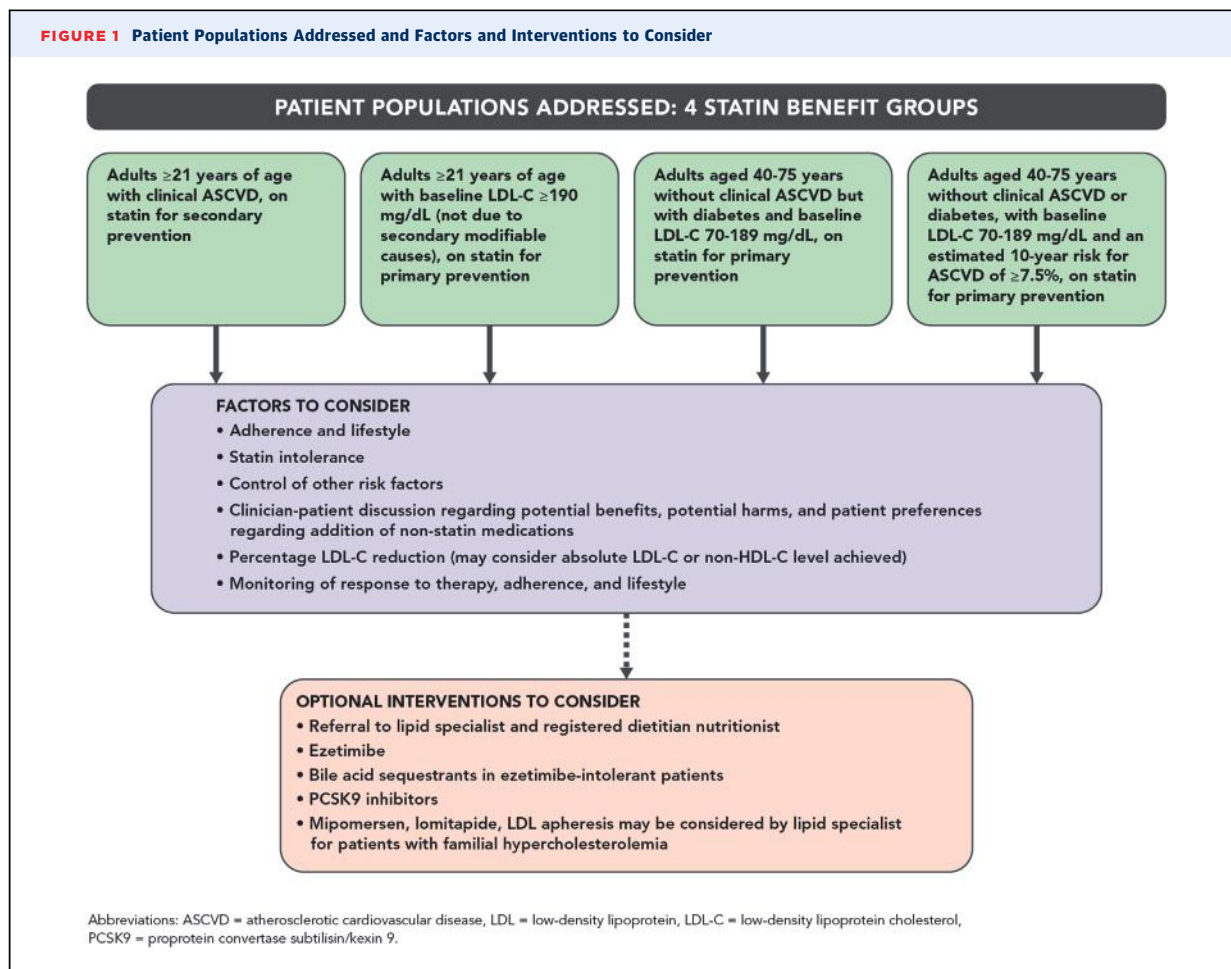 FIGURE 1 Patient Populations Addressed and Factors and Interventions to Consider
PATIENT POPULATIONS ADDRESSED: 4 STATIN BENEFIT GROUPS
Adults ≥21 years of age
with clinical ASCVD, on
statin for secondary
prevention
Adults ≥21 years of age
with baseline LDL-C ≥190
mg/dL (not due to
secondary modifiable
causes), on statin for
primary prevention
Adults aged 40-75 years
without clinical ASCVD but
with diabetes and baseline
LDL-C 70-189 mg/dL, on
statin for primary
prevention
Adults aged 40-75 years
without clinical ASCVD or
diabetes, with baseline
LDL-C 70-189 mg/dL and an
estimated 10-year risk for
ASCVD of ≥7.5%, on statin
for primary prevention
FACTORS TO CONSIDER
• Adherence and lifestyle
• Statin intolerance
• Control of other risk factors
• Clinician-patient discussion regarding potential benefits, potential harms, and patient preferences
regarding addition of non-statin medications
• Percentage LDL-C reduction (may consider absolute LDL-C or non-HDL-C level achieved)
• Monitoring of response to therapy, adherence, and lifestyle
OPTIONAL INTERVENTIONS TO CONSIDER
• Referral to lipid specialist and registered dietitian nutritionist
• Ezetimibe
• Bile acid sequestrants in ezetimibe-intolerant patients
• PCSK9 inhibitors
• Mipomersen, lomitapide, LDL apheresis may be considered by lipid specialist
for patients with familial hypercholesterolemia
Abbreviations: ASCVD = atherosclerotic cardiovascular disease, LDL = low-density lipoprotein, LDL-C = low-density lipoprotein cholesterol,
PCSK9 = proprotein convertase subtilisin/kexin 9.